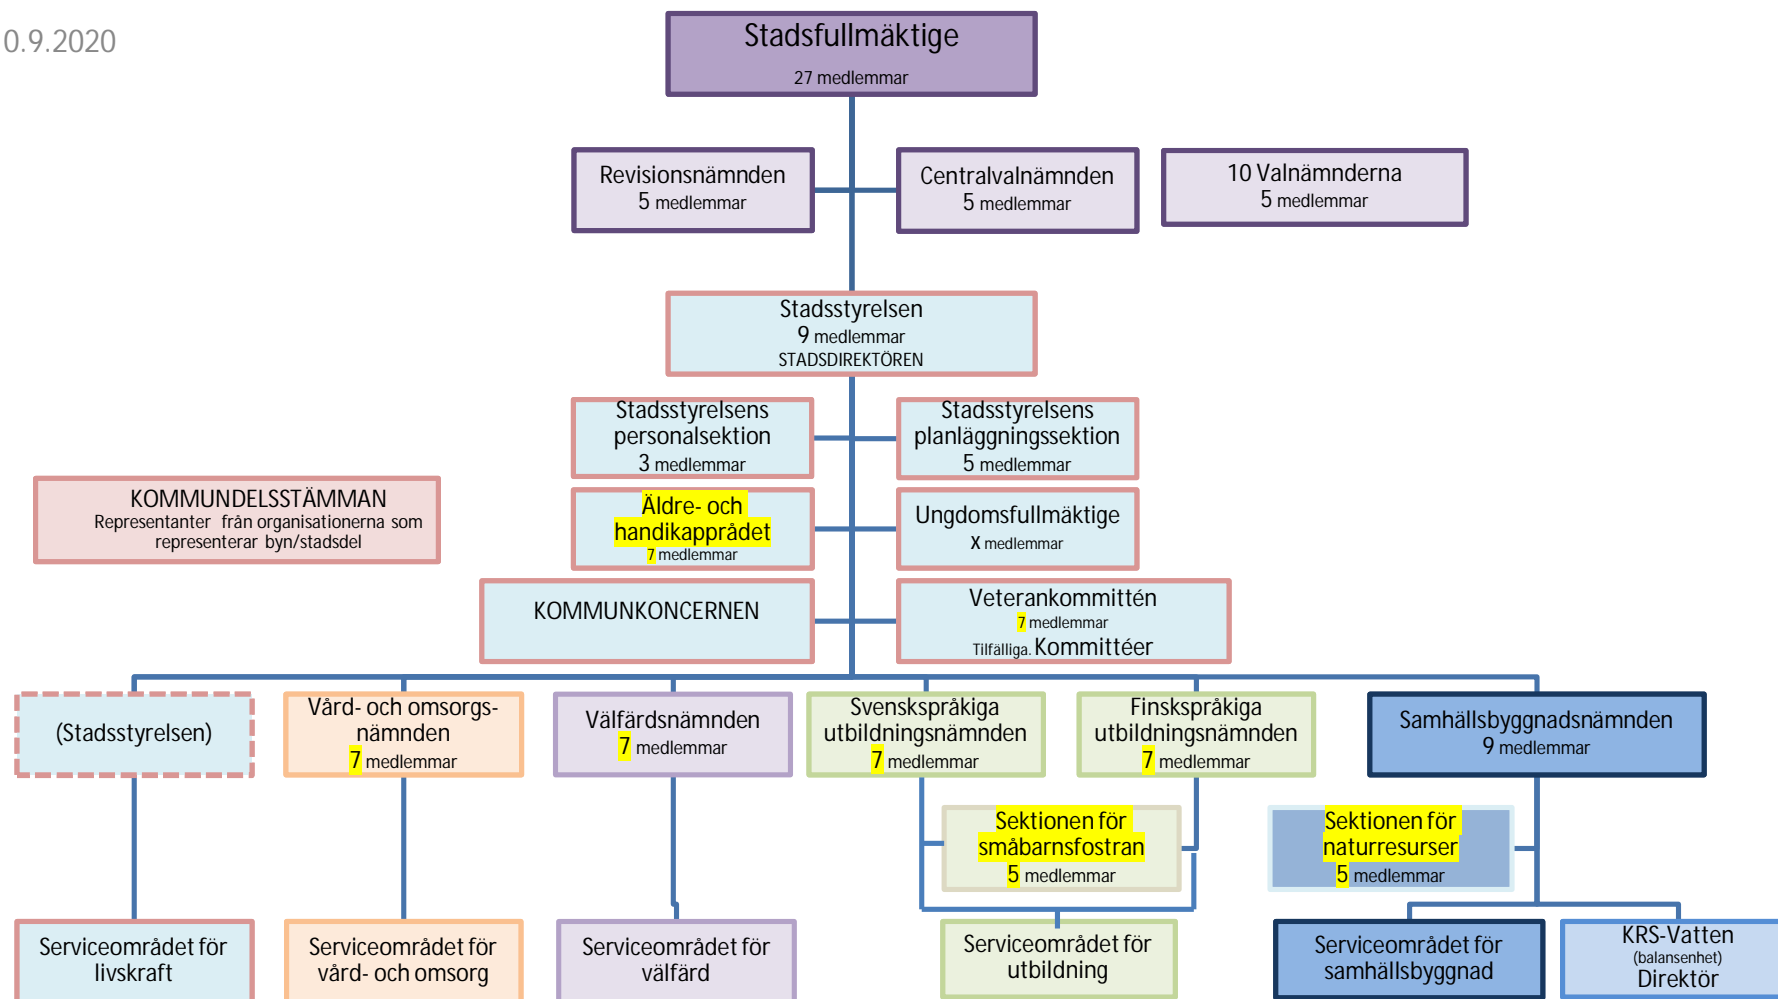 0.9.2020
Stadsfullmäktige
27 medlemmar
Revisionsnämnden
5 medlemmar
Centralvalnämnden
5 medlemmar
10 Valnämnderna
5 medlemmar
Stadsstyrelsen
9 medlemmar
STADSDIREKTÖREN
Stadsstyrelsens
personalsektion
3 medlemmar
Stadsstyrelsens
planläggningssektion
5 medlemmar
KOMMUNDELSSTÄMMAN
Representanter från organisationerna som
representerar byn/stadsdel
Äldre- och
handikapprådet
7 medlemmar
Ungdomsfullmäktige
X medlemmar
KOMMUNKONCERNEN
Veterankommittén
7 medlemmar
Tilfälliga. Kommittéer
(Stadsstyrelsen)
Vård- och omsorgs-
nämnden
7 medlemmar
Välfärdsnämnden
7 medlemmar
Svenskspråkiga
utbildningsnämnden
7 medlemmar
Finskspråkiga
utbildningsnämnden
7 medlemmar
Samhällsbyggnadsnämnden
9 medlemmar
Sektionen för
småbarnsfostran
5 medlemmar
Sektionen för
naturresurser
5 medlemmar
Serviceområdet för
livskraft
Serviceområdet för
vård- och omsorg
Serviceområdet för
välfärd
Serviceområdet för
utbildning
Serviceområdet för
samhällsbyggnad
KRS-Vatten
(balansenhet)
Direktör